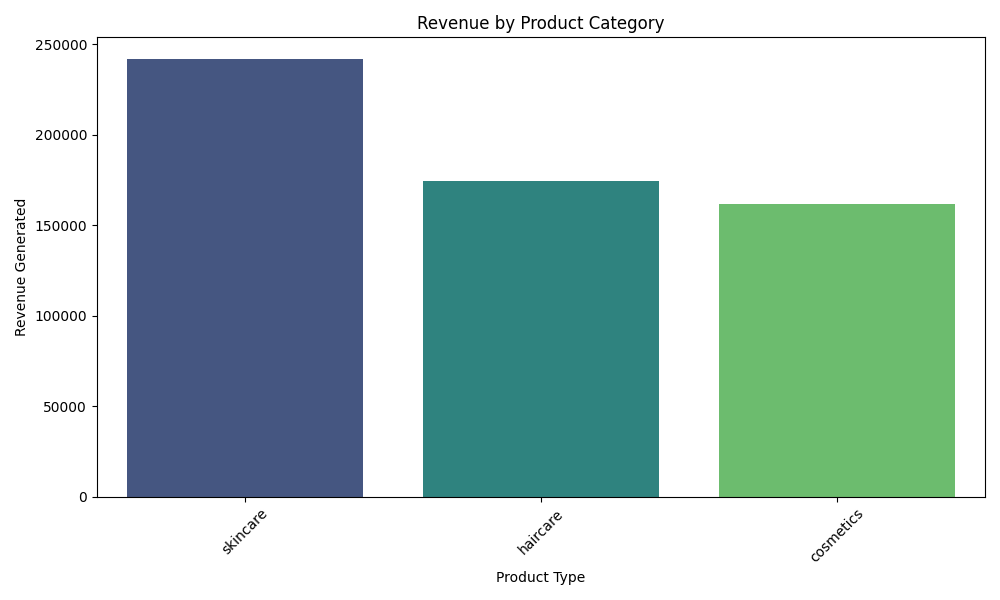 Revenue by Product Category
Revenue Generated
250000
200000
150000
100000
50000
0
skincare
haircare
cosmetics
Product Type